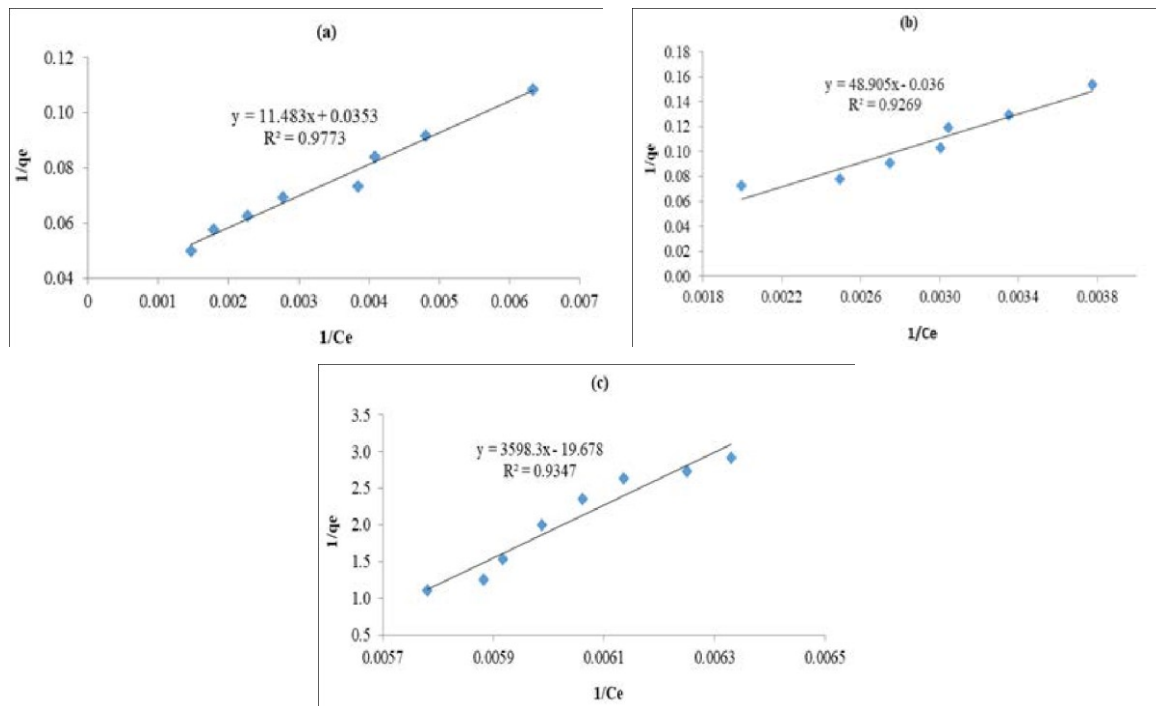 (a)
0.12
0.10
0.08
0.06
0.04
1/qe
y = 11.483x + 0.0353
R² = 0.9773
0 0.001 0.002 0.003 0.004 0.005 0.006 0.007
1/Ce
(b)
0.18
0.16
0.14
0.12
0.10
0.08
0.06
0.04
0.02
0.00
1/qe
y = 48.905x - 0.036
R² = 0.9269
0.0018 0.0022 0.0026 0.0030 0.0034 0.0038
1/Ce
(c)
3.5
3.0
2.5
2.0
1.5
1.0
0.5
1/qe
y = 3598.3x - 19.678
R² = 0.9347
0.0057 0.0059 0.0061 0.0063 0.0065
1/Ce